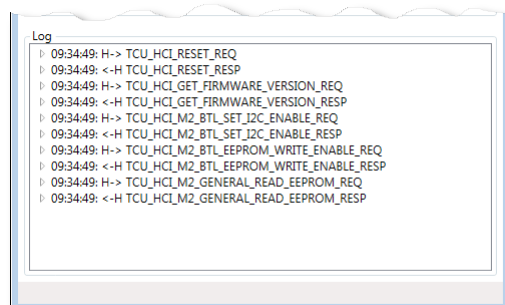 Log
09:34:49: H-> TCU_HCI_RESET_REQ
09:34:49: <-H TCU_HCI_RESET_RESP
09:34:49: H-> TCU_HCI_GET_FIRMWARE_VERSION_REQ
09:34:49: <-H TCU_HCI_GET_FIRMWARE_VERSION_RESP
09:34:49: H-> TCU_HCI_M2_BTL_SET_I2C_ENABLE_REQ
09:34:49: <-H TCU_HCI_M2_BTL_SET_I2C_ENABLE_RESP
09:34:49: H-> TCU_HCI_M2_BTL_EEPROM_WRITE_ENABLE_REQ
09:34:49: <-H TCU_HCI_M2_BTL_EEPROM_WRITE_ENABLE_RESP
09:34:49: H-> TCU_HCI_M2_GENERAL_READ_EEPROM_REQ
09:34:49: <-H TCU_HCI_M2_GENERAL_READ_EEPROM_RESP